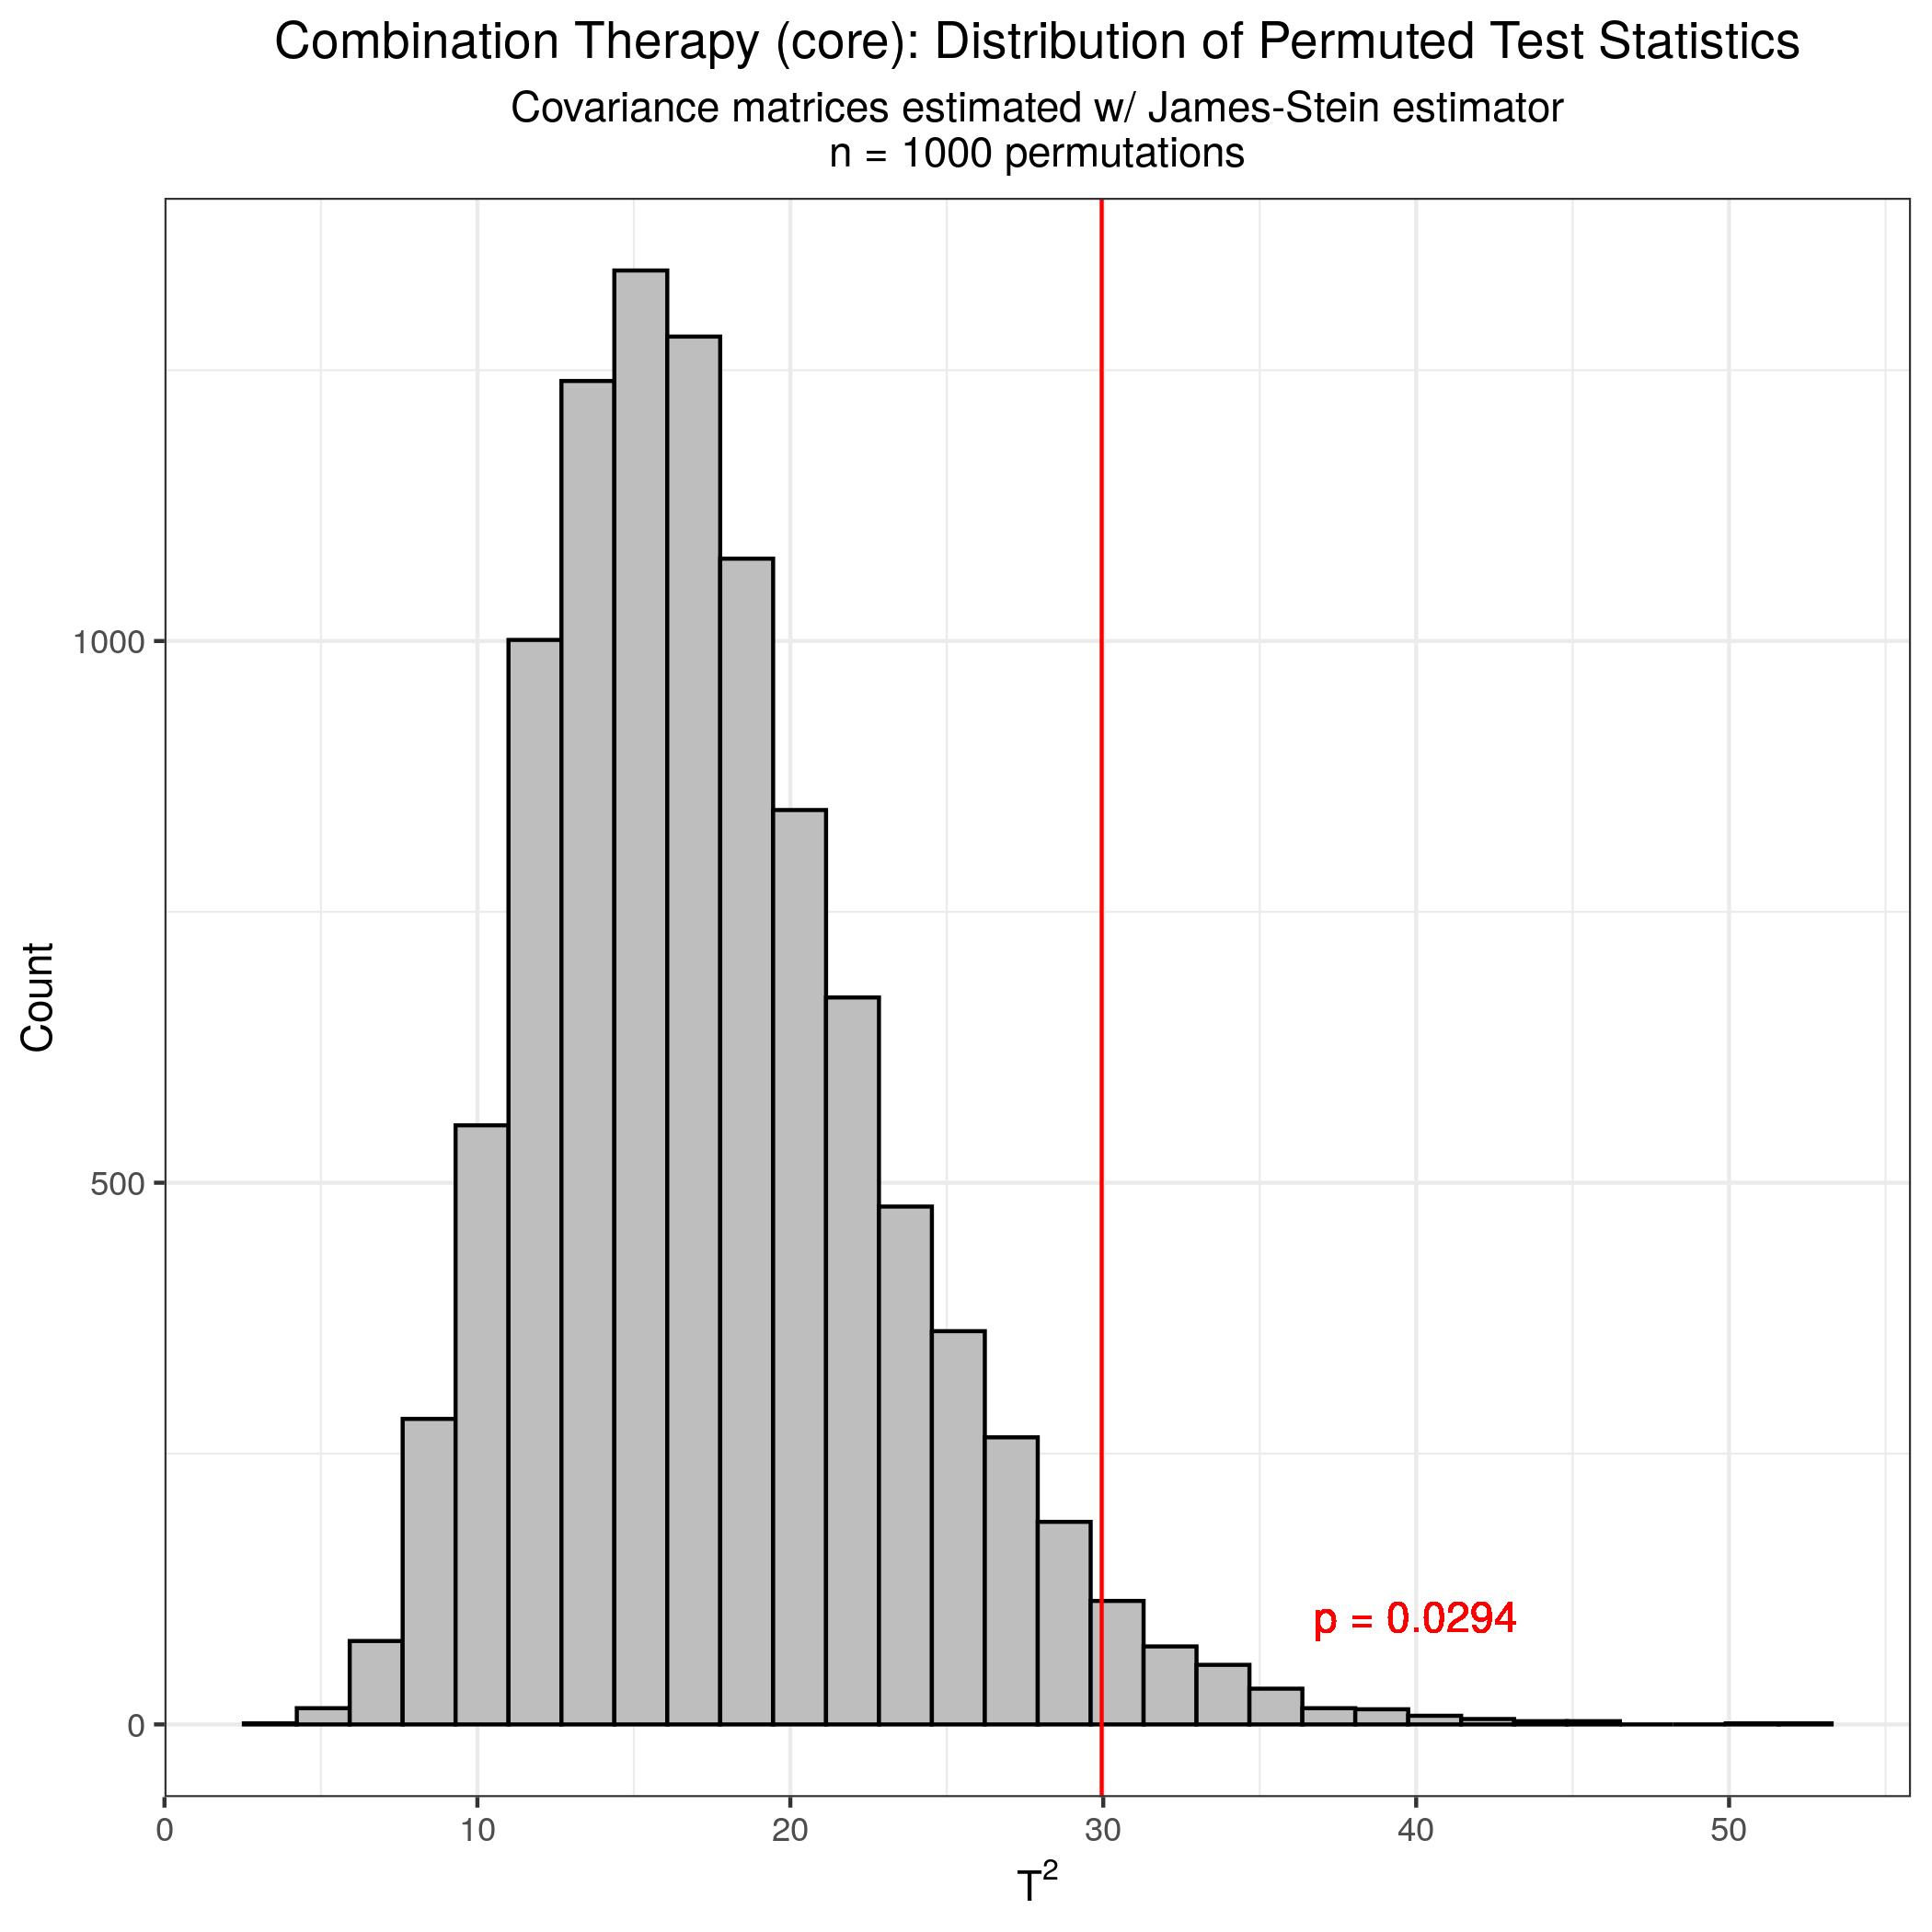 Combination Therapy (core): Distribution of Permuted Test Statistics
Covariance matrices estimated w/ James-Stein estimator
n = 1000 permutations
Count
1000
500
0
p = 0.0294
0 10 20 30 40 50
T²